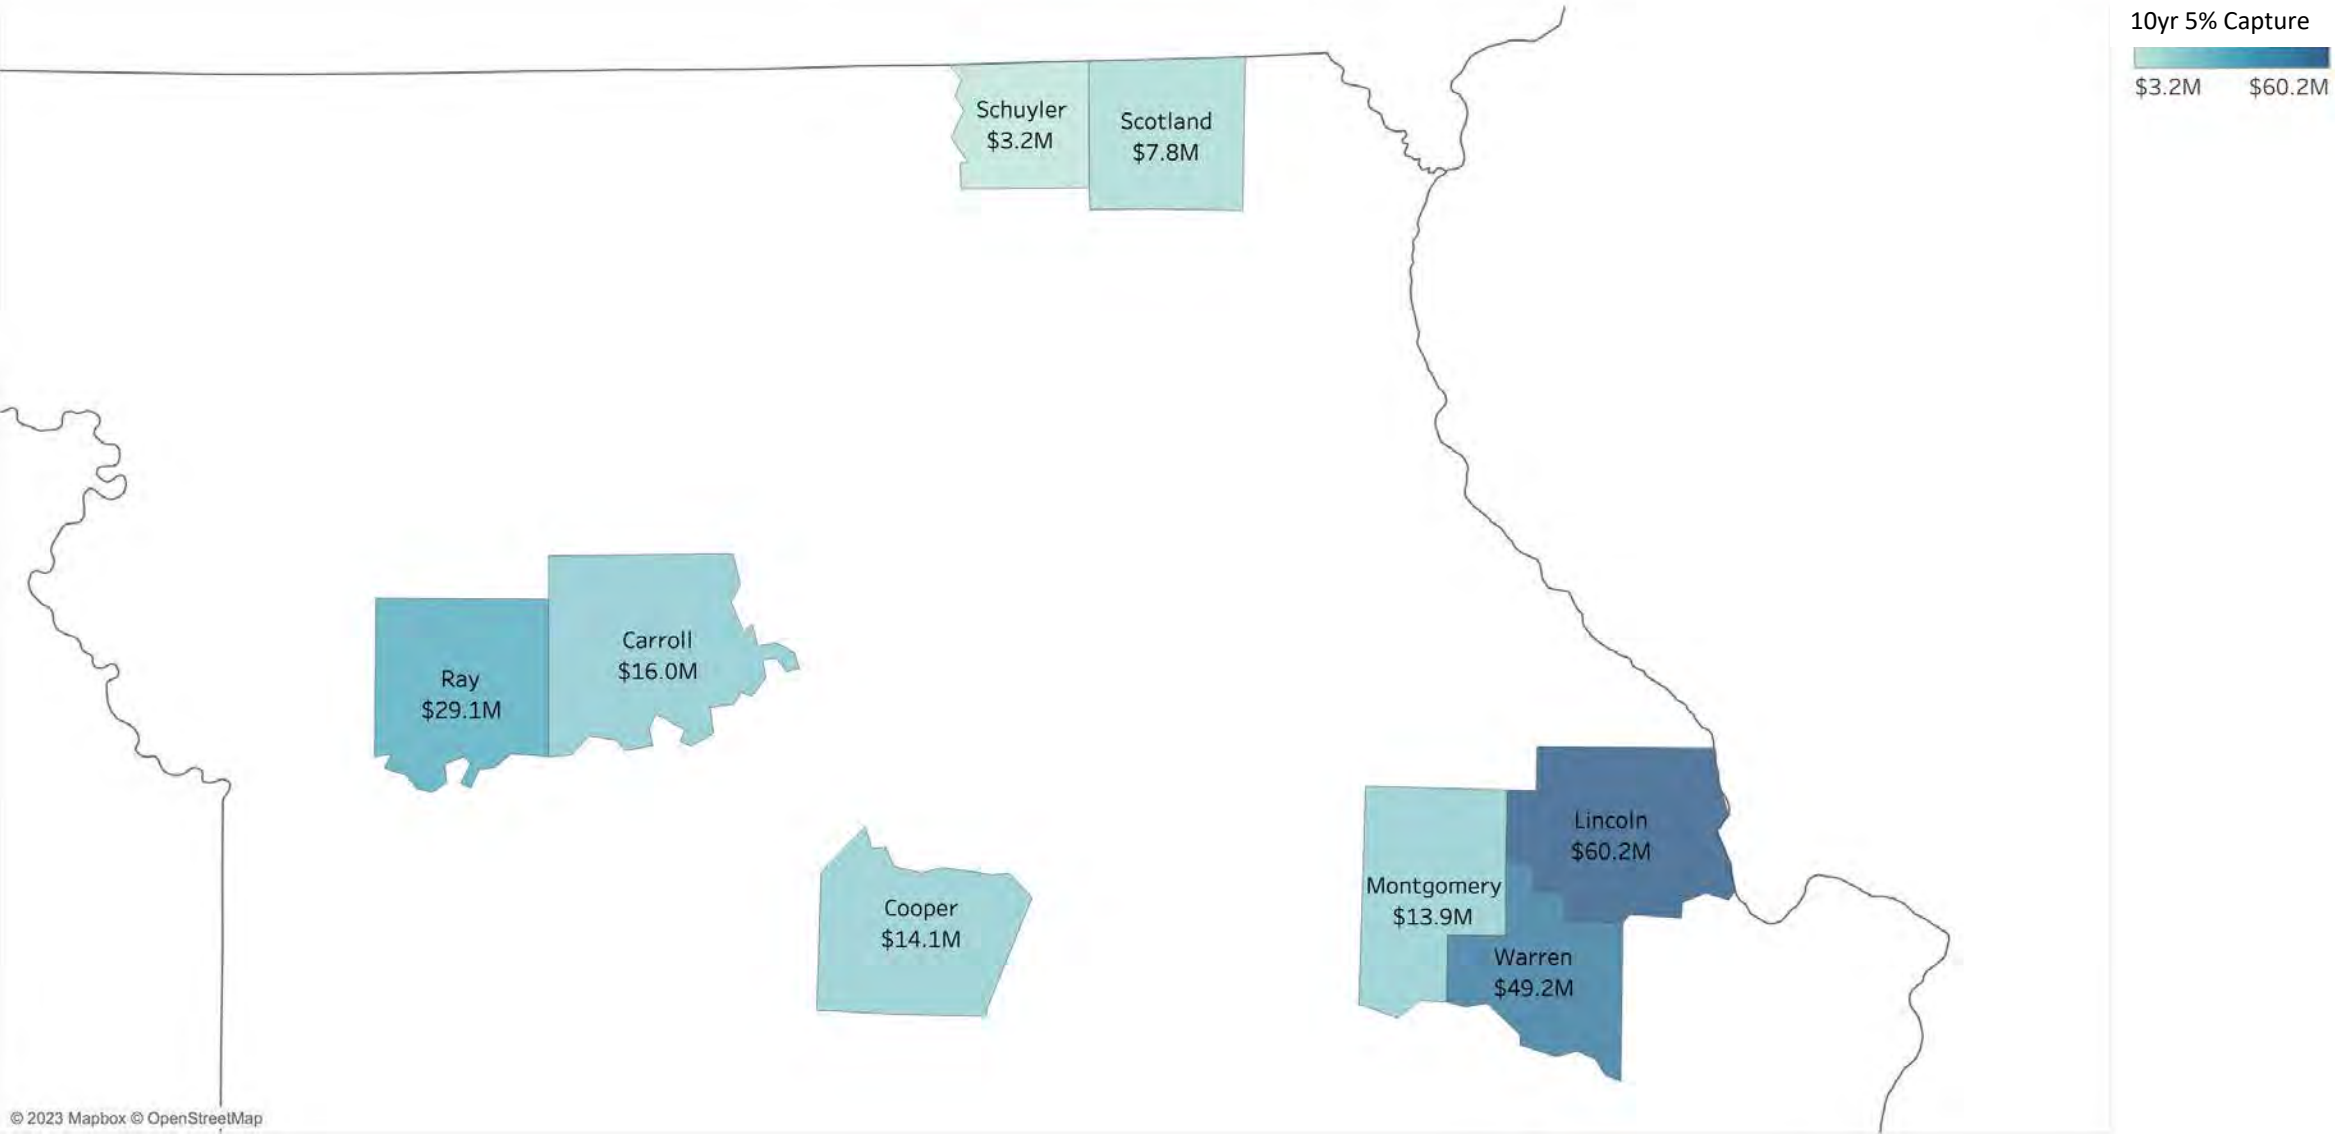 10yr 5% Capture
$3.2M $60.2M
Schuyler
$3.2M
Scotland
$7.8M
Carroll
$16.0M
Ray
$29.1M
Lincoln
$60.2M
Montgomery
$13.9M
Cooper
$14.1M
Warren
$49.2M
© 2023 Mapbox © OpenStreetMap